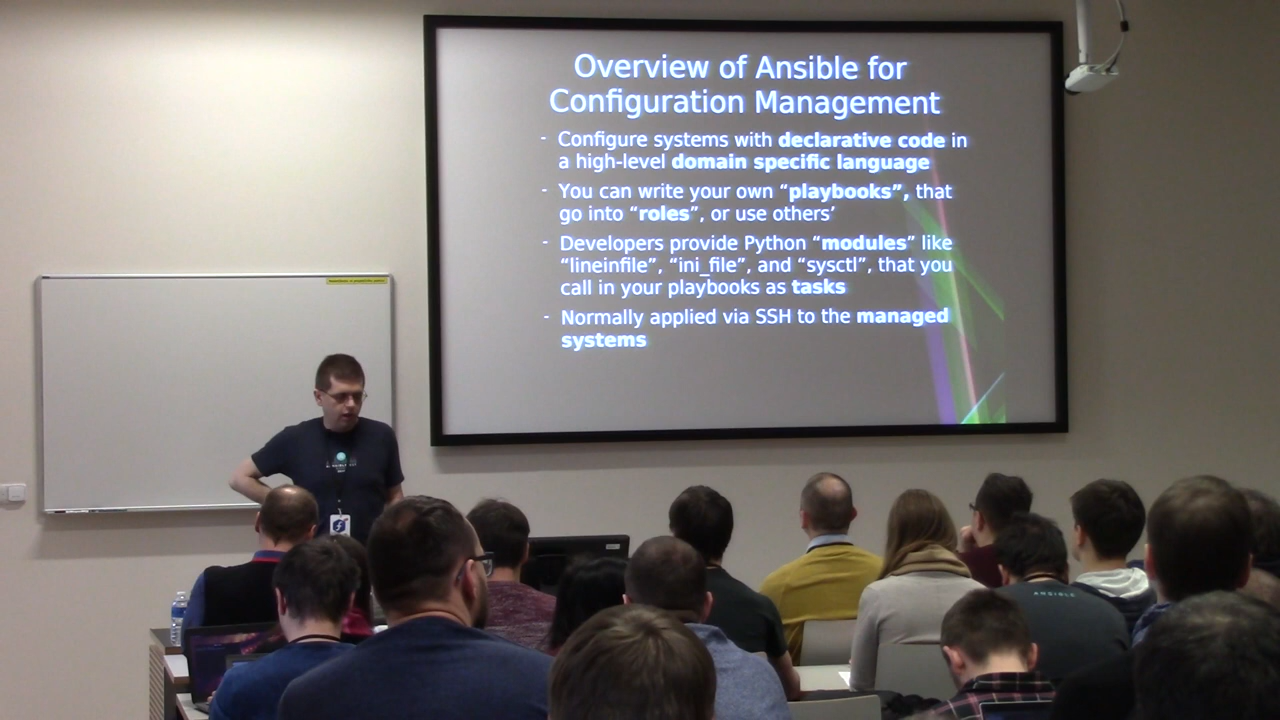 Overview of Ansible for
Configuration Management
- Configure systems with declarative code in
a high-level domain specific language
- You can write your own “playbooks”, that
go into “roles”, or use others’
- Developers provide Python “modules” like
“lineinfile”, “ini_file”, and “sysctl”, that you
call in your playbooks as tasks
- Normally applied via SSH to the managed
systems
ANSIBLE